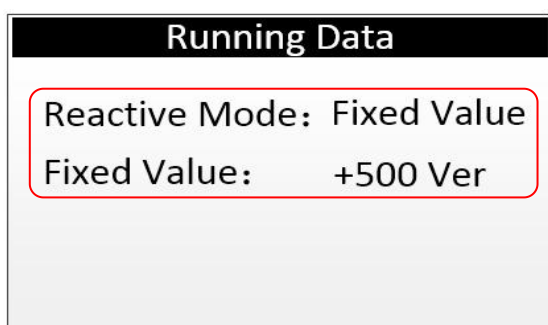 Running Data
Reactive Mode： Fixed Value
Fixed Value： +500 Ver